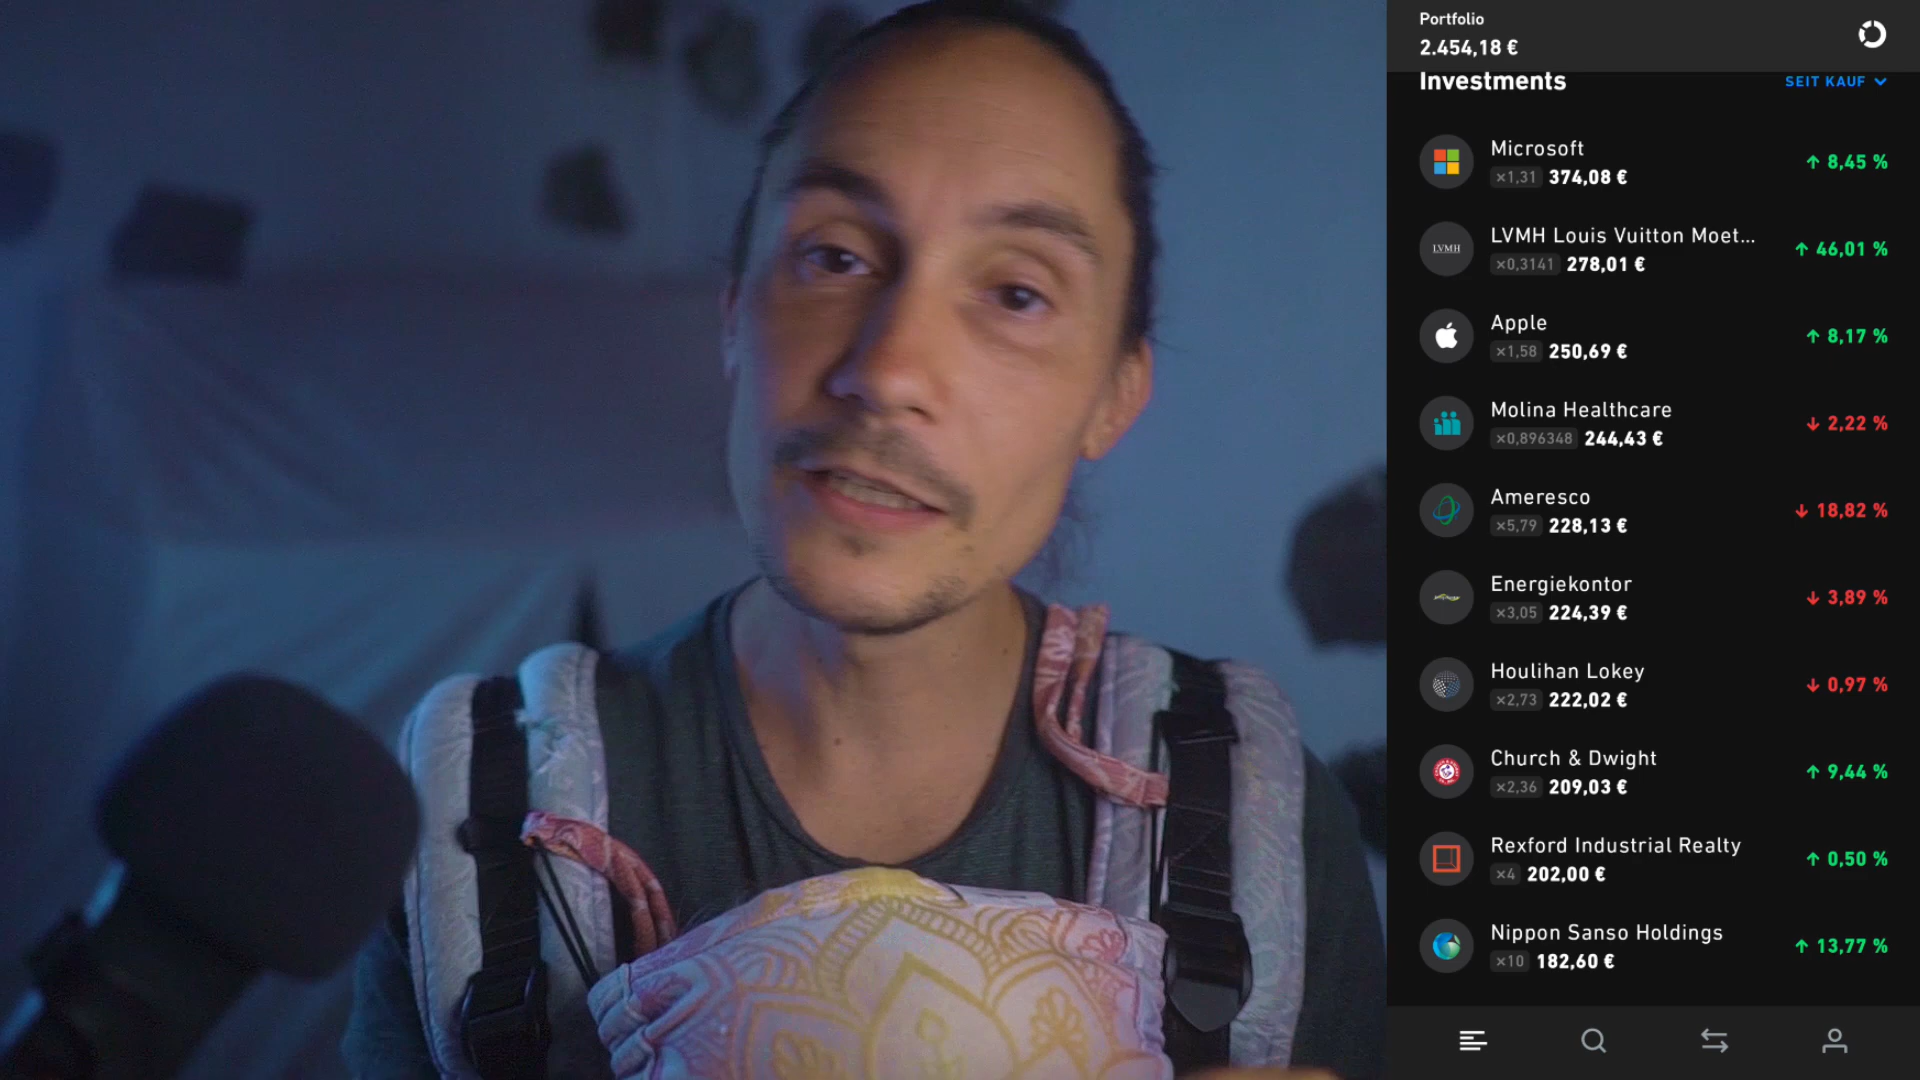 Portfolio
2.454,18 €
Investments
SEIT KAUF
Microsoft
×1,31 374,08 €
↑ 8,45 %
LVMH
LVMH Louis Vuitton Moet...
×0,3141 278,01 €
↑ 46,01 %
Apple
×1,58 250,69 €
↑ 8,17 %
Molina Healthcare
×0,896348 244,43 €
↓ 2,22 %
Ameresco
×5,79 228,13 €
↓ 18,82 %
Energiekontor
×3,05 224,39 €
↓ 3,89 %
Houlihan Lokey
×2,73 222,02 €
↓ 0,97 %
Church & Dwight
×2,36 209,03 €
↑ 9,44 %
Rexford Industrial Realty
×4 202,00 €
↑ 0,50 %
Nippon Sanso Holdings
×10 182,60 €
↑ 13,77 %